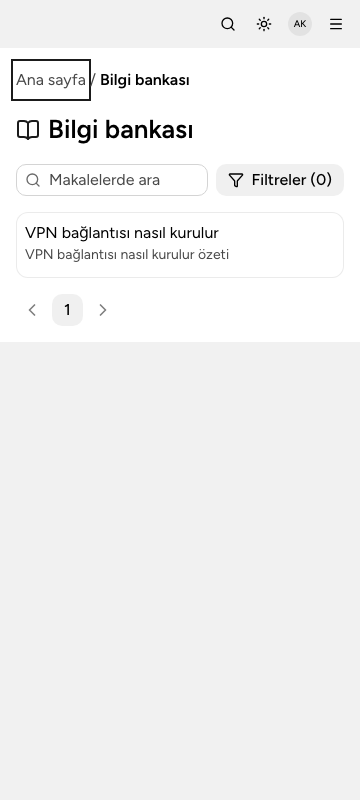 AK
Ana sayfa / Bilgi bankası
Bilgi bankası
Makalelerde ara
Filtreler (0)
VPN bağlantısı nasıl kurulur
VPN bağlantısı nasıl kurulur özeti
1